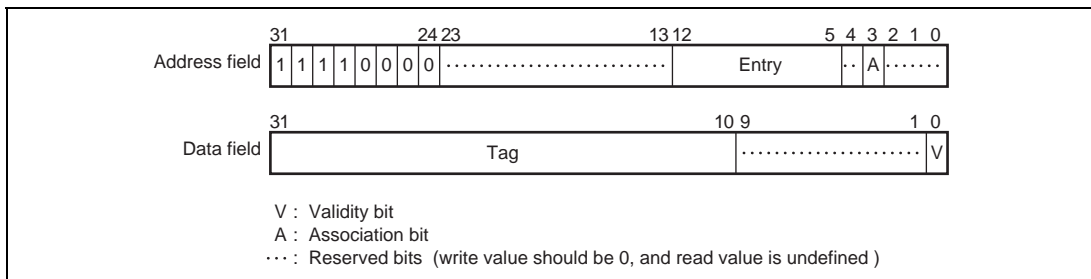 31 24 23 13 12 5 4 3 2 1 0
Address field 1 1 1 1 0 0 0 0 ........................... Entry .. A .......
31 10 9 1 0
Data field Tag ...................... V
V : Validity bit
A : Association bit
··· : Reserved bits (write value should be 0, and read value is undefined )